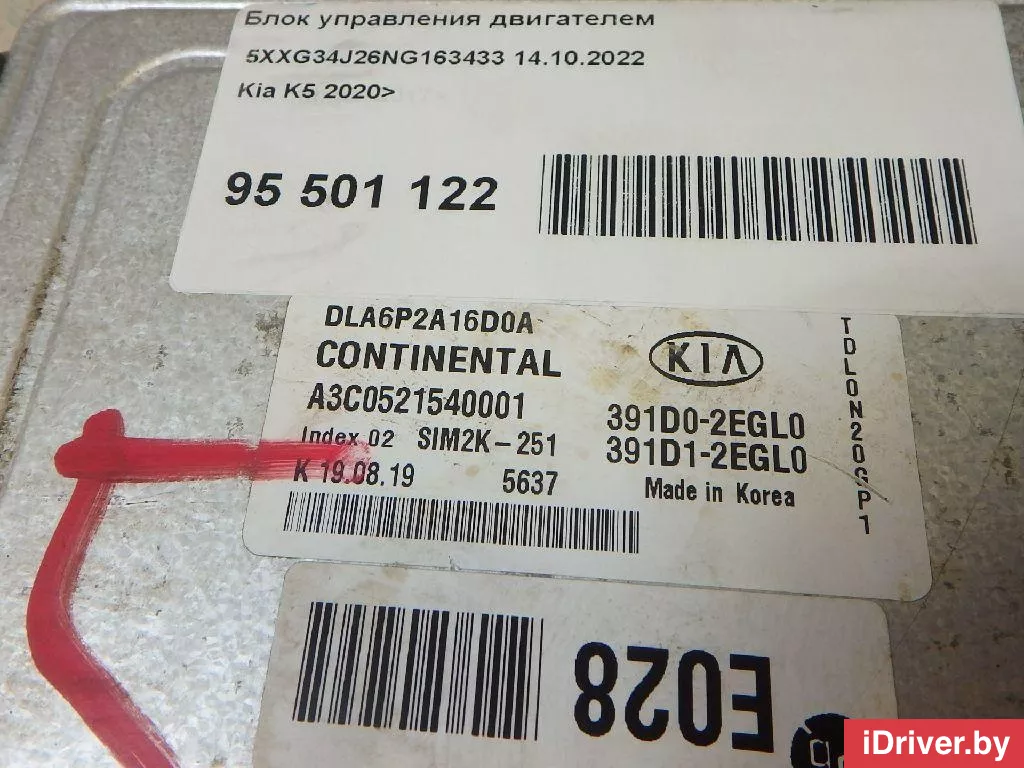 Блок управления двигателем
5XXG34J26NG163433 14.10.2022
Kia K5 2020>
95 501 122
DLA6P2A16D0A
CONTINENTAL
A3C0521540001
Index 02 SIM2K-251
K 19.08.19 5637
KIA
391D0-2EGL0
391D1-2EGL0
Made in Korea
TDL0N20GP1
E028
iDriver.by